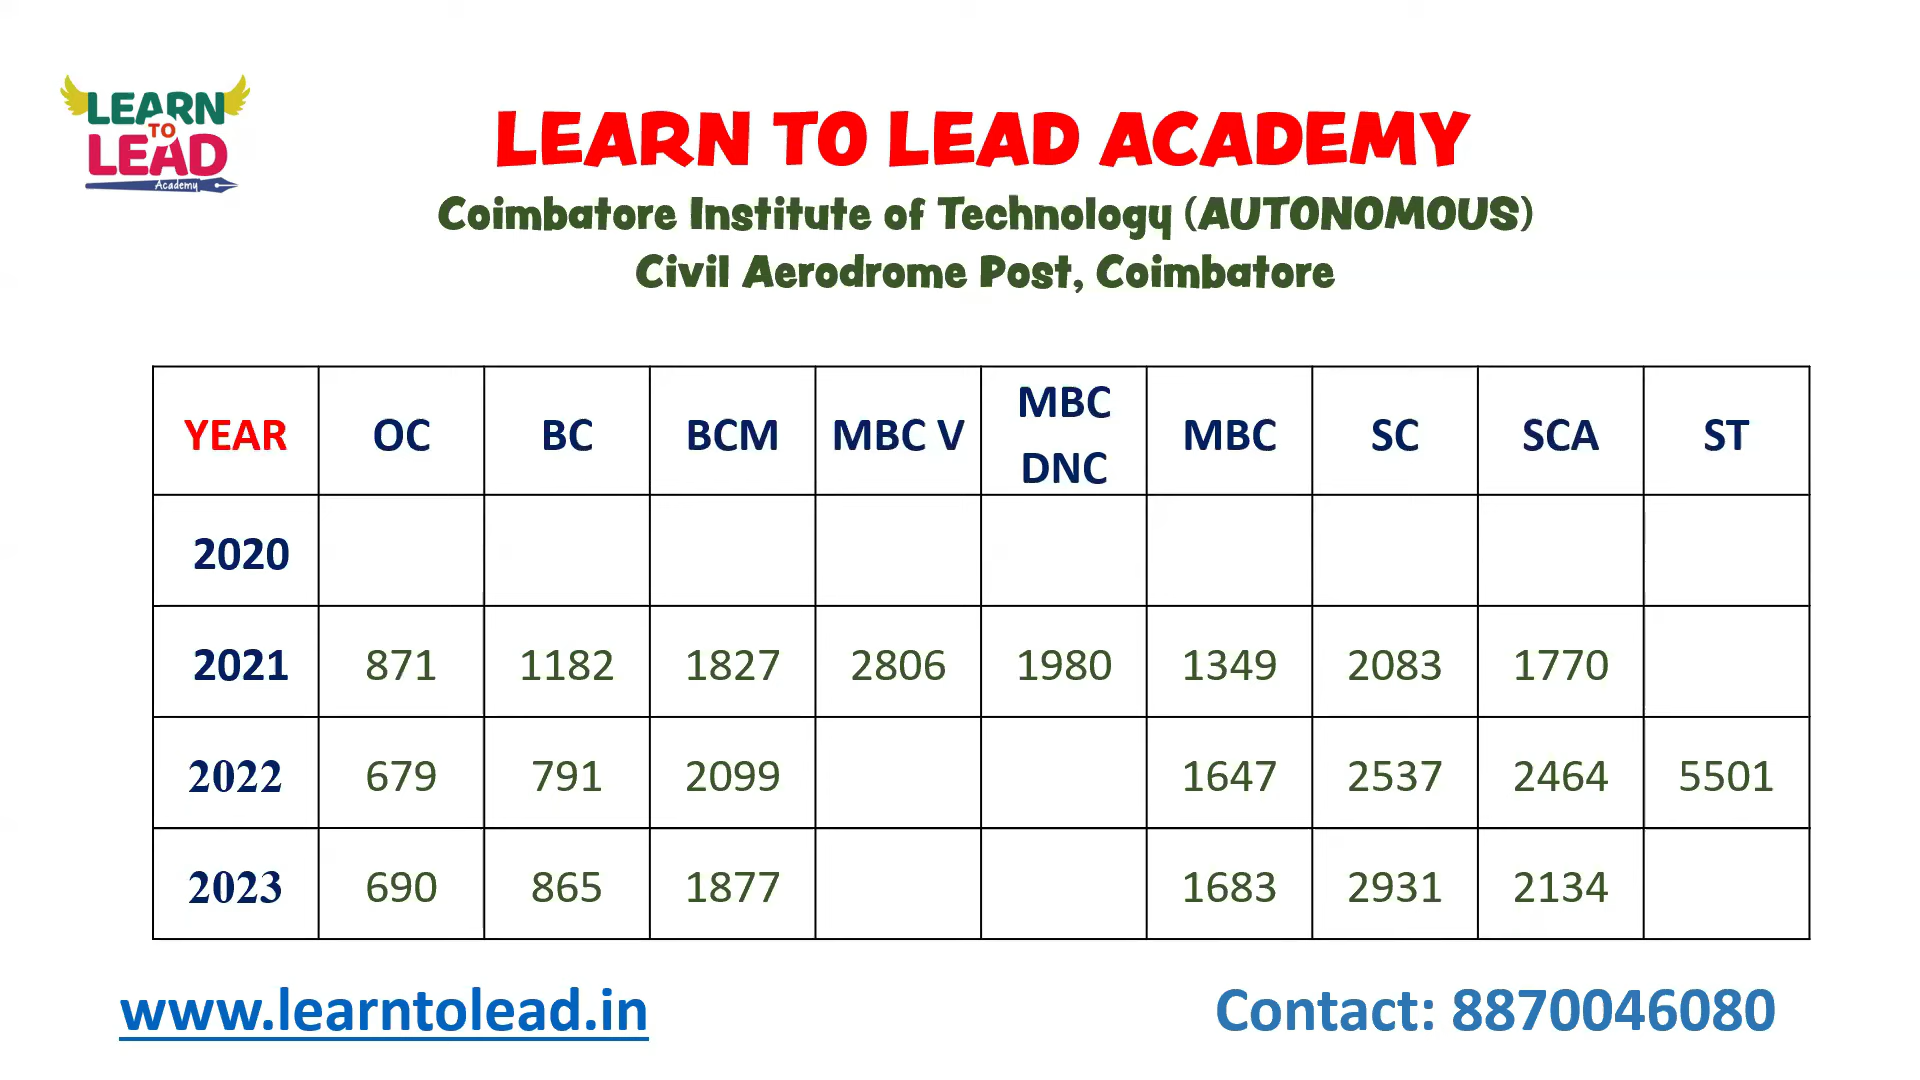 LEARN
TO
LEAD
Academy
LEARN TO LEAD ACADEMY
Coimbatore Institute of Technology (AUTONOMOUS)
Civil Aerodrome Post, Coimbatore
YEAR OC BC BCM MBC V MBC DNC MBC SC SCA ST
2020
2021 871 1182 1827 2806 1980 1349 2083 1770
2022 679 791 2099 1647 2537 2464 5501
2023 690 865 1877 1683 2931 2134
www.learntolead.in Contact: 8870046080